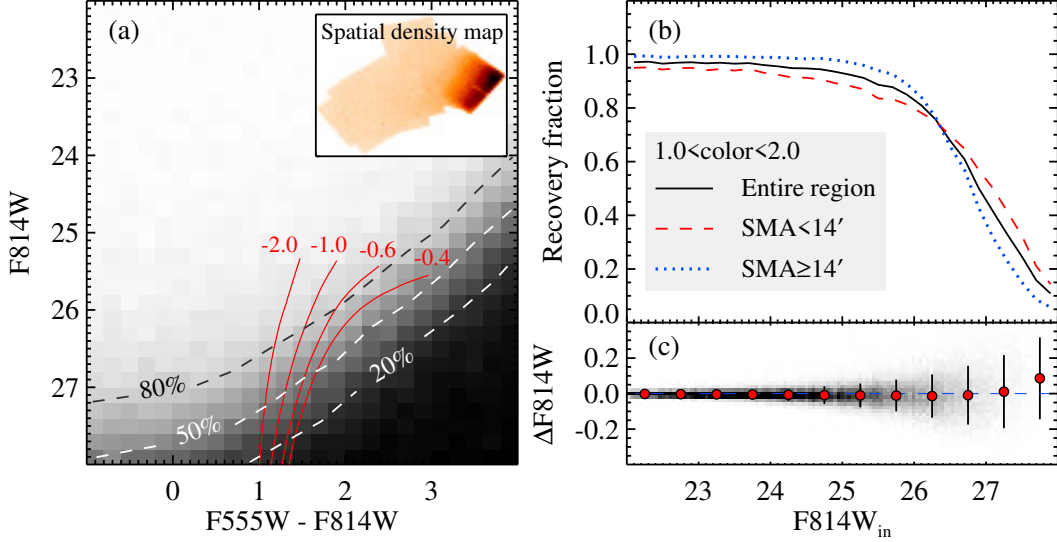 (a)
Spatial density map
23
24
25
26
27
F814W
-2.0
-1.0
-0.6
-0.4
80%
50%
20%
0
1
2
3
F555W - F814W
(b)
1.0
0.8
0.6
0.4
0.2
0.0
Recovery fraction
1.0<color<2.0
Entire region
SMA<14′
SMA≥14′
(c)
0.2
0.0
-0.2
ΔF814W
23
24
25
26
27
F814Win